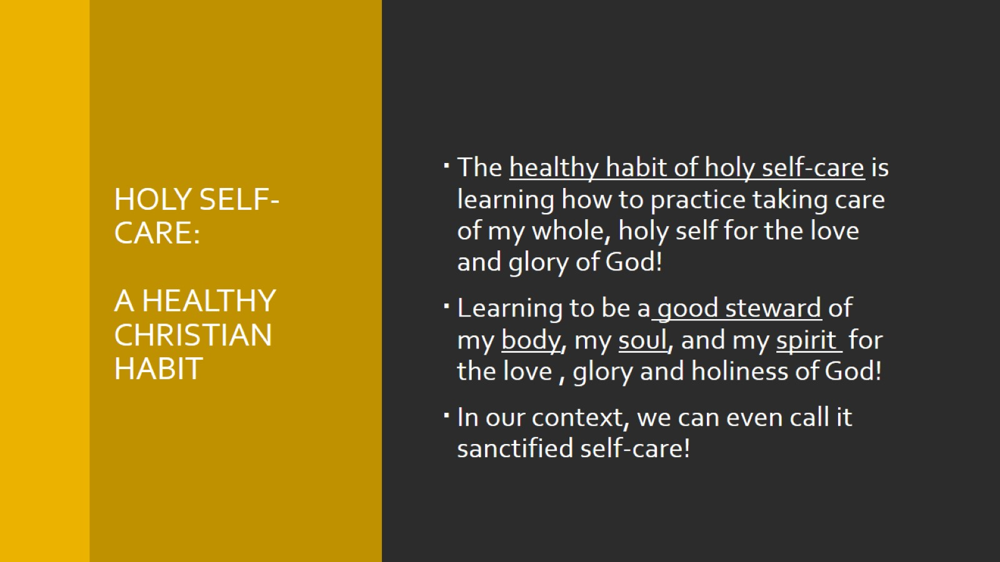 HOLY SELF-
CARE:
A HEALTHY
CHRISTIAN
HABIT
▪ The healthy habit of holy self-care is
learning how to practice taking care
of my whole, holy self for the love
and glory of God!
▪ Learning to be a good steward of
my body, my soul, and my spirit  for
the love , glory and holiness of God!
▪ In our context, we can even call it
sanctified self-care!